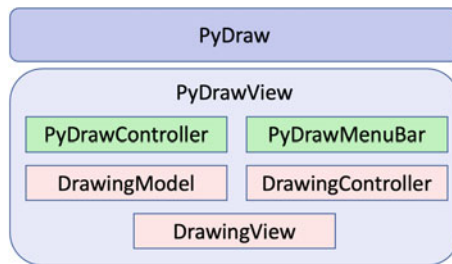 PyDraw
PyDrawView
PyDrawController PyDrawMenuBar
DrawingModel DrawingController
DrawingView